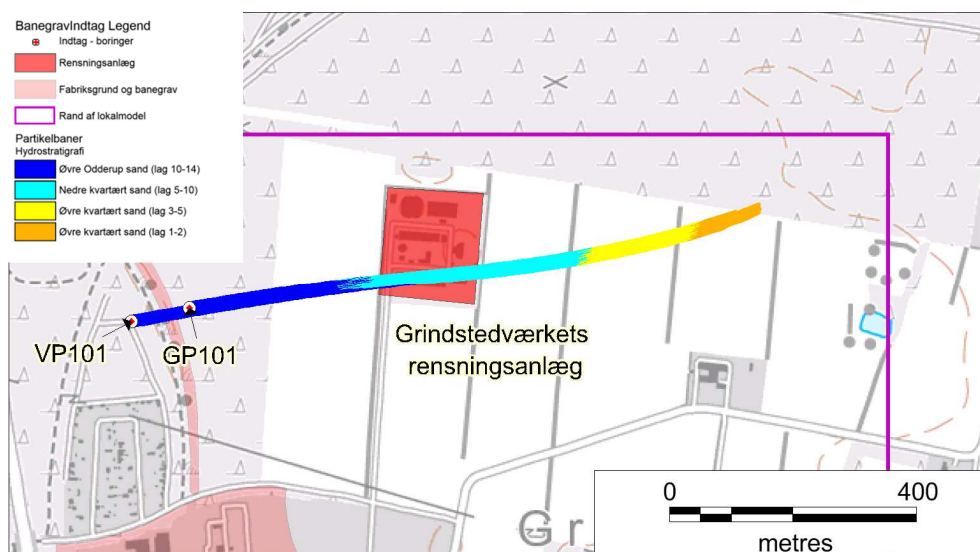 BanegravIndtag Legend
Indtag - boringer
Rensningsanlæg
Fabriksgrund og banegrav
Rand af lokalmodel
Partikelbaner
Hydrostratigrafi
Øvre Odderup sand (lag 10-14)
Nedre kvartært sand (lag 5-10)
Øvre kvartært sand (lag 3-5)
Øvre kvartært sand (lag 1-2)
VP101
GP101
Grindstedværkets
rensningsanlæg
Gr
0 400
metres